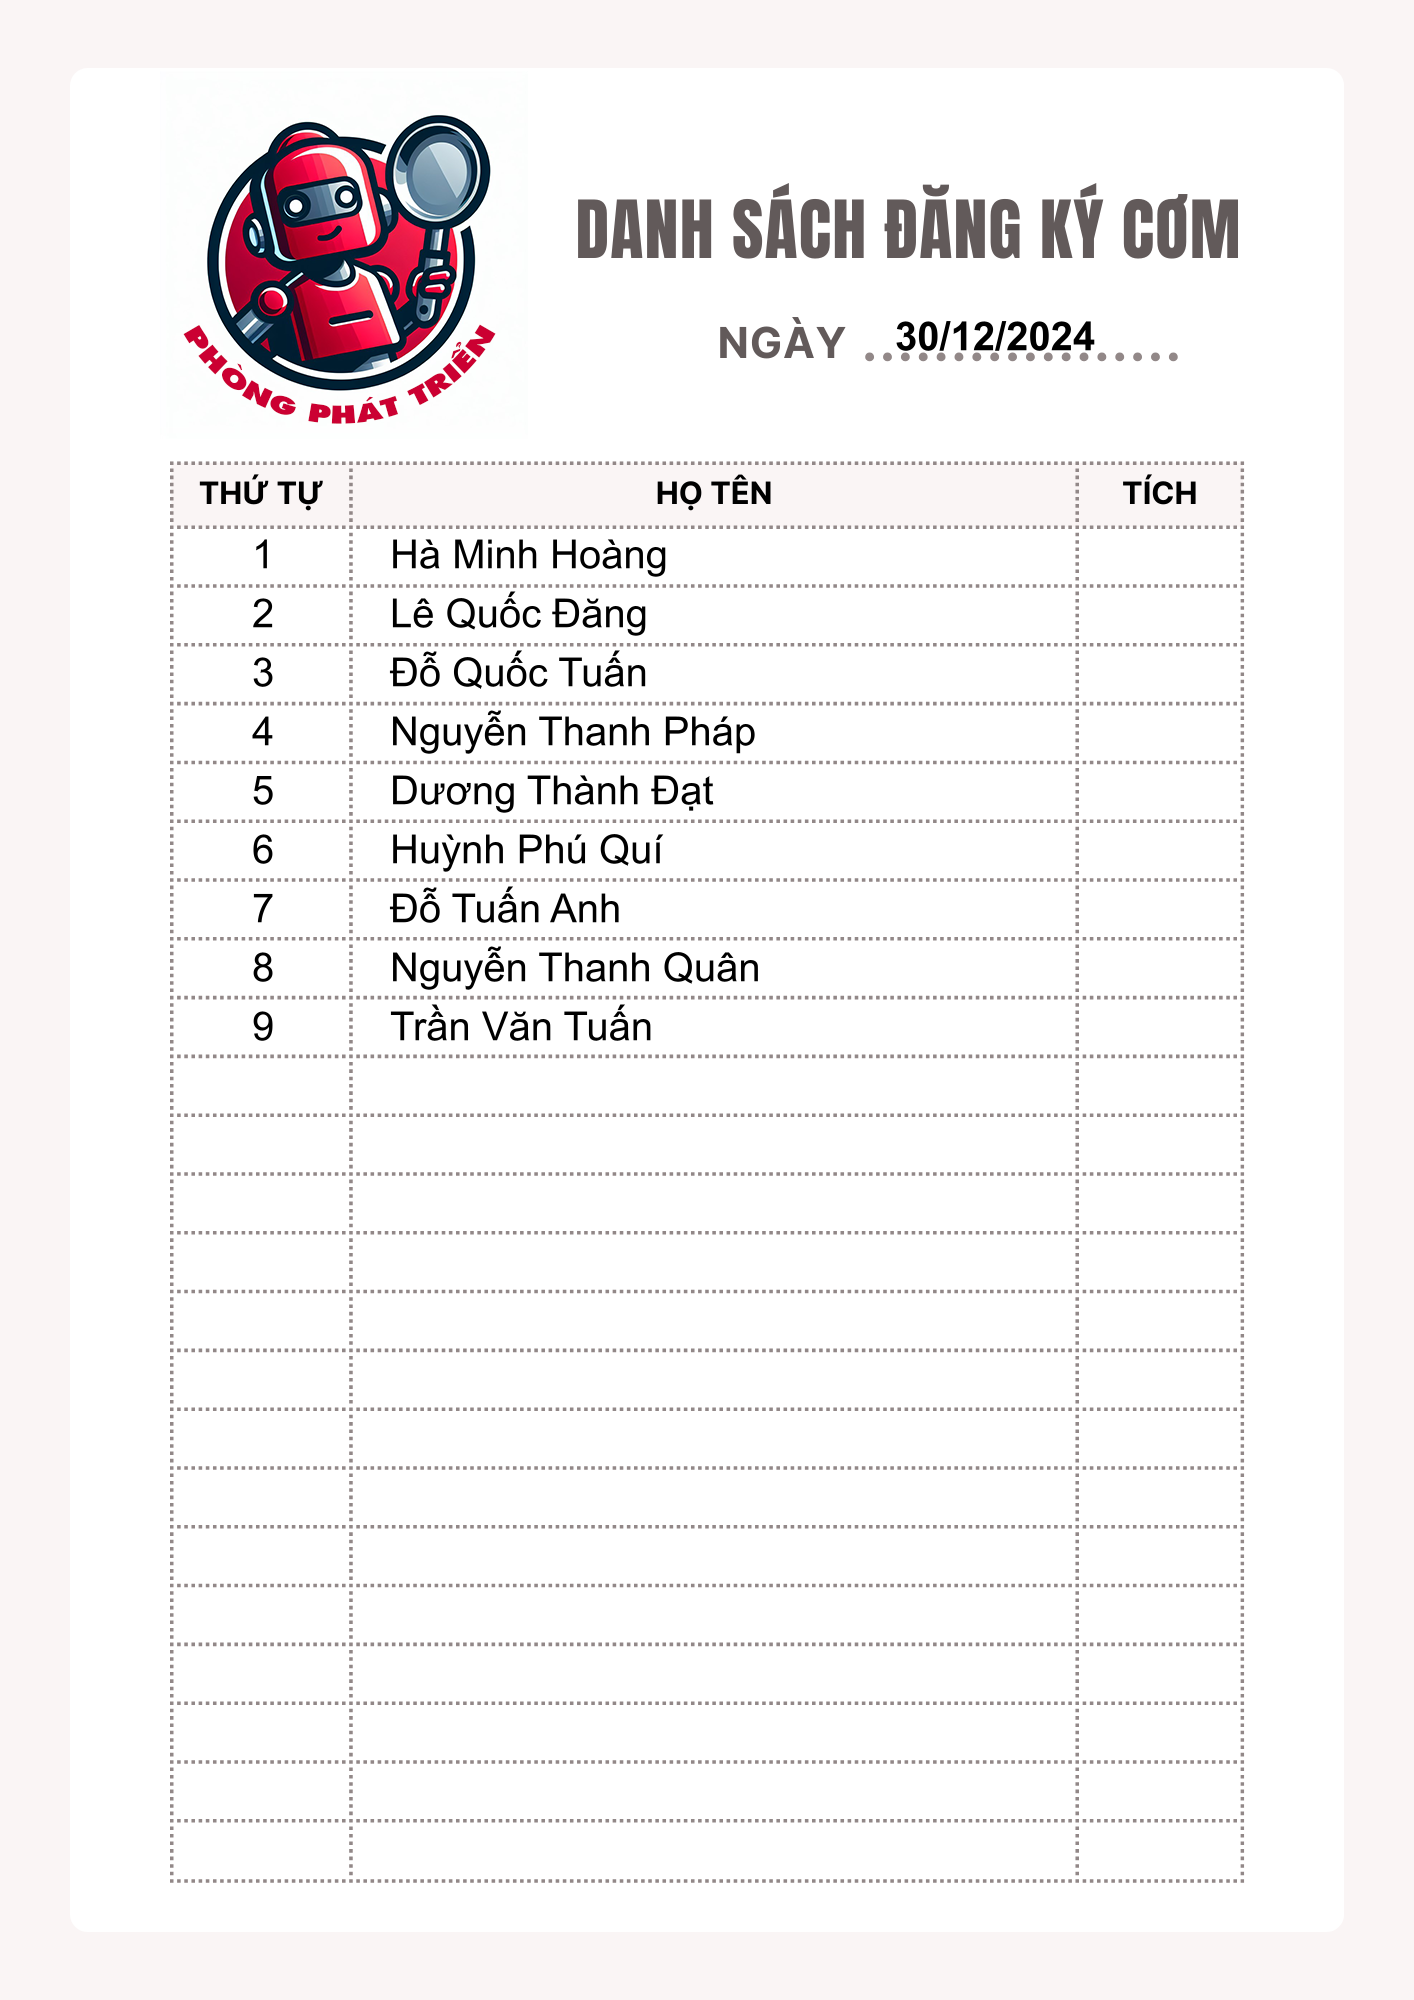 PHÒNG PHÁT TRIỂN
DANH SÁCH ĐĂNG KÝ CƠM
NGÀY 30/12/2024
THỨ TỰ HỌ TÊN TÍCH
1 Hà Minh Hoàng
2 Lê Quốc Đăng
3 Đỗ Quốc Tuấn
4 Nguyễn Thanh Pháp
5 Dương Thành Đạt
6 Huỳnh Phú Quí
7 Đỗ Tuấn Anh
8 Nguyễn Thanh Quân
9 Trần Văn Tuấn